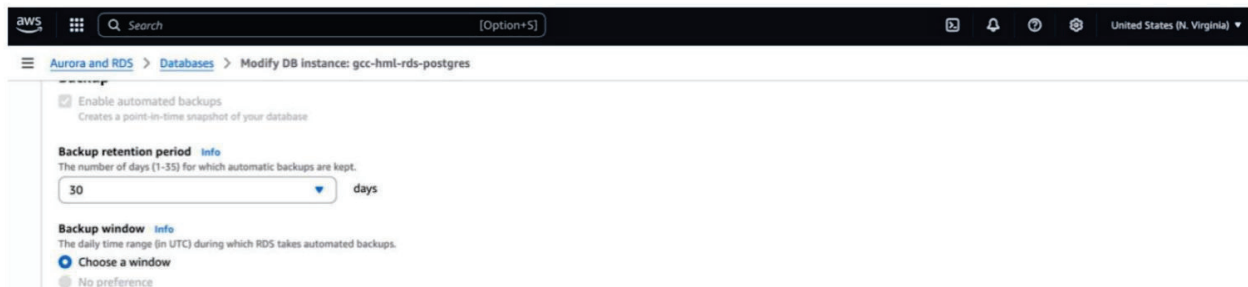 aws Search [Option+S] United States (N. Virginia)
Aurora and RDS > Databases > Modify DB instance: gcc-hml-rds-postgres
Backup
Enable automated backups
Creates a point-in-time snapshot of your database
Backup retention period Info
The number of days (1-35) for which automatic backups are kept.
30 days
Backup window Info
The daily time range (in UTC) during which RDS takes automated backups.
Choose a window
No preference